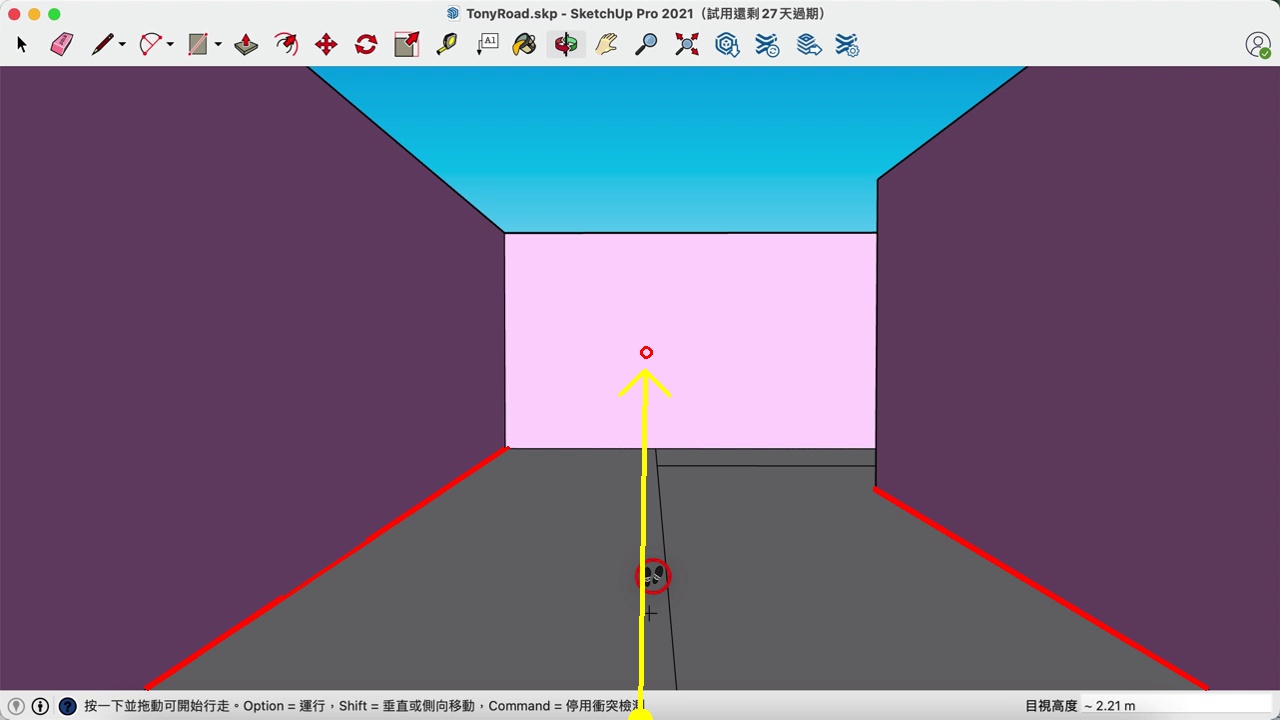 TonyRoad.skp - SketchUp Pro 2021（試用還剩 27 天過期）
A1
按一下並拖動可開始行走。Option = 運行，Shift = 垂直或側向移動，Command = 停用衝突檢測
目視高度 ~ 2.21 m